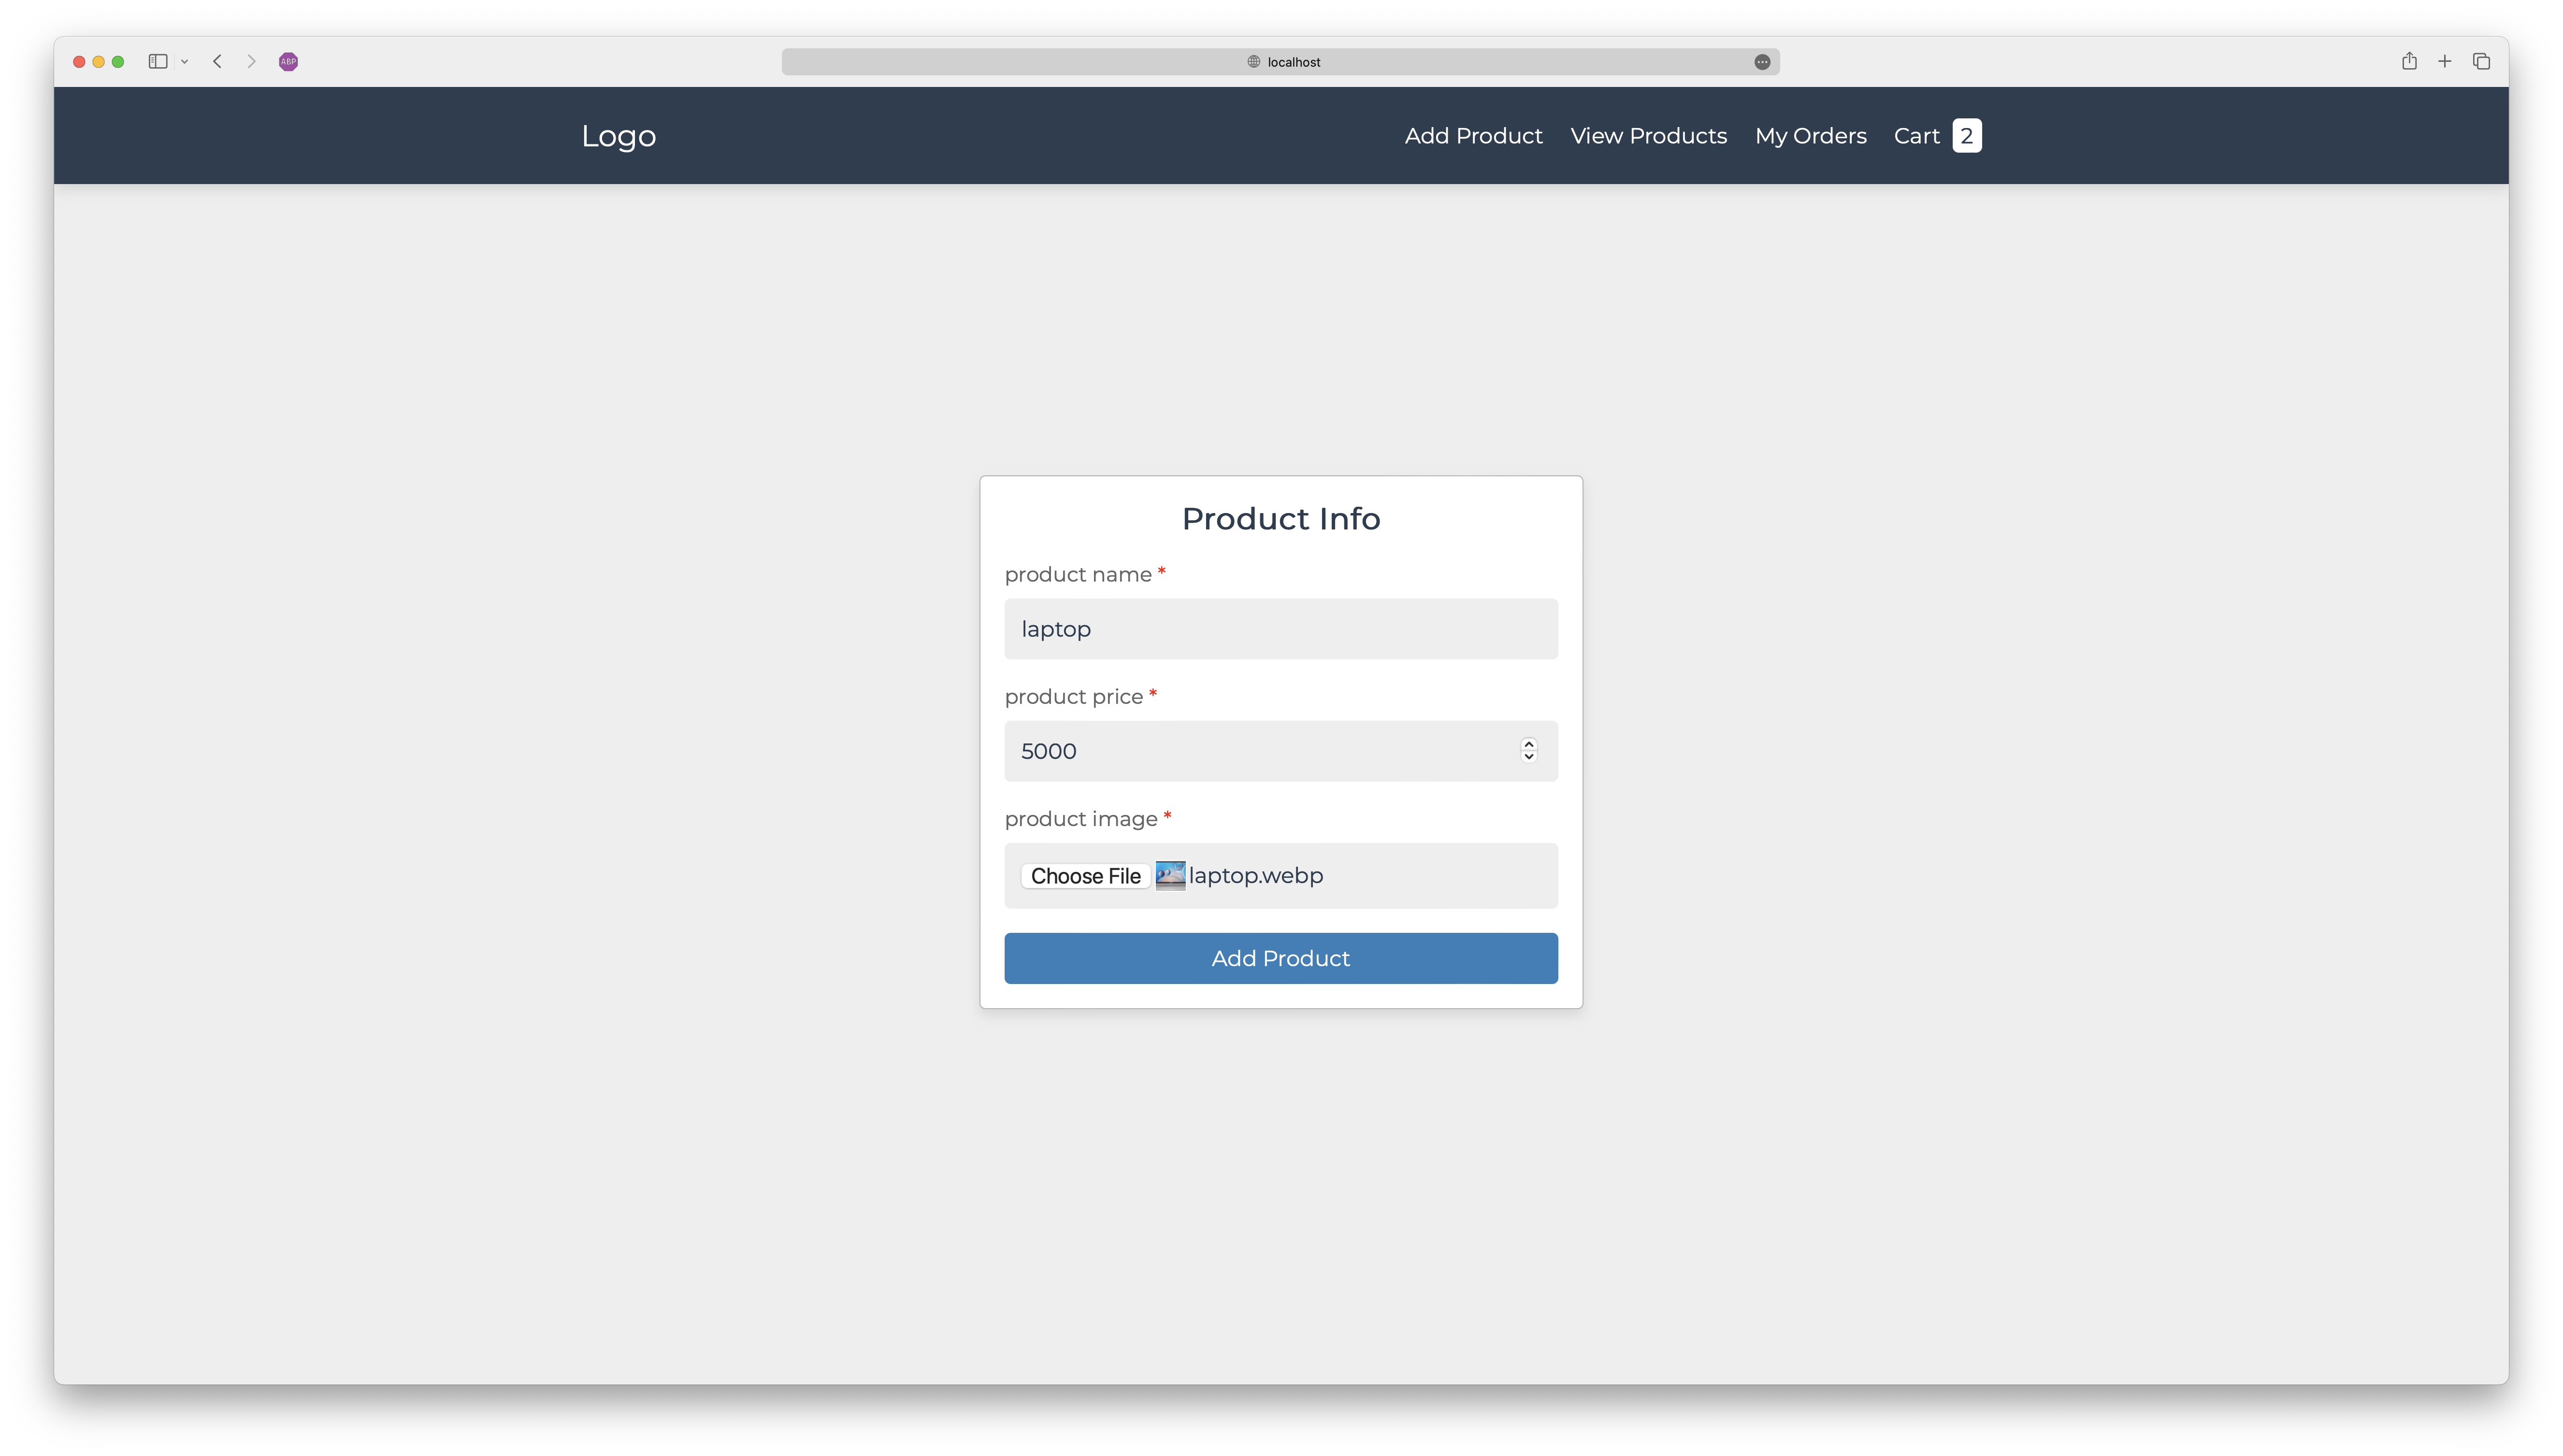 ABP
localhost
Logo
Add Product View Products My Orders Cart 2
Product Info
product name *
laptop
product price *
5000
product image *
Choose File laptop.webp
Add Product